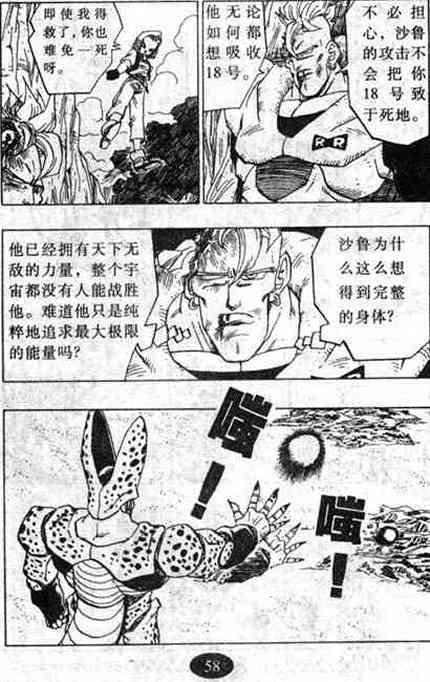 不必担
心，沙鲁
的攻击不
会把你
18号致
于死地。
RR
他无论
如何都
想吸收
18号。
即使我得
救了，你也
难免一死
呀。
沙鲁为什
么这么想
得到完整
的身体？
他已经拥有天下无
敌的力量，整个宇
宙都没有人能战胜
他。难道他只是纯
粹地追求最大极限
的能量吗？
嗤！
嗤！
58